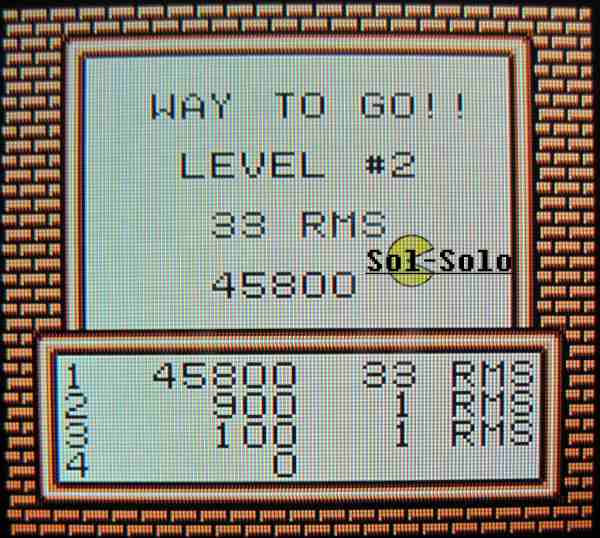 WAY TO GO!!
LEVEL #2
33 RMS
Sol-Solo
45800
1 45800 33 RMS
2 900 1 RMS
3 100 1 RMS
4 0